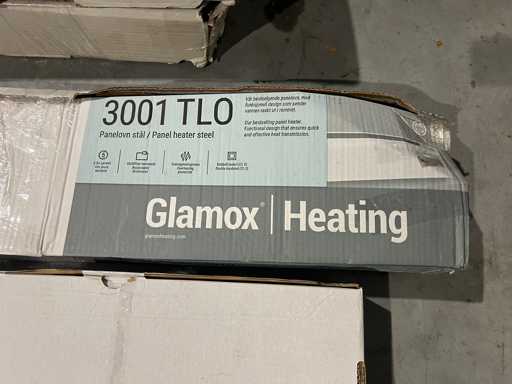 3001 TLO
Panelovn stål / Panel heater steel
Vår bestselgende panelovn. Med
funksjonell design som sender
varmen raskt ut i rommet.
Our bestselling panel heater.
Functional design that ensures quick
and effective heat transmission.
Glamox® | Heating
glamoxheating.com